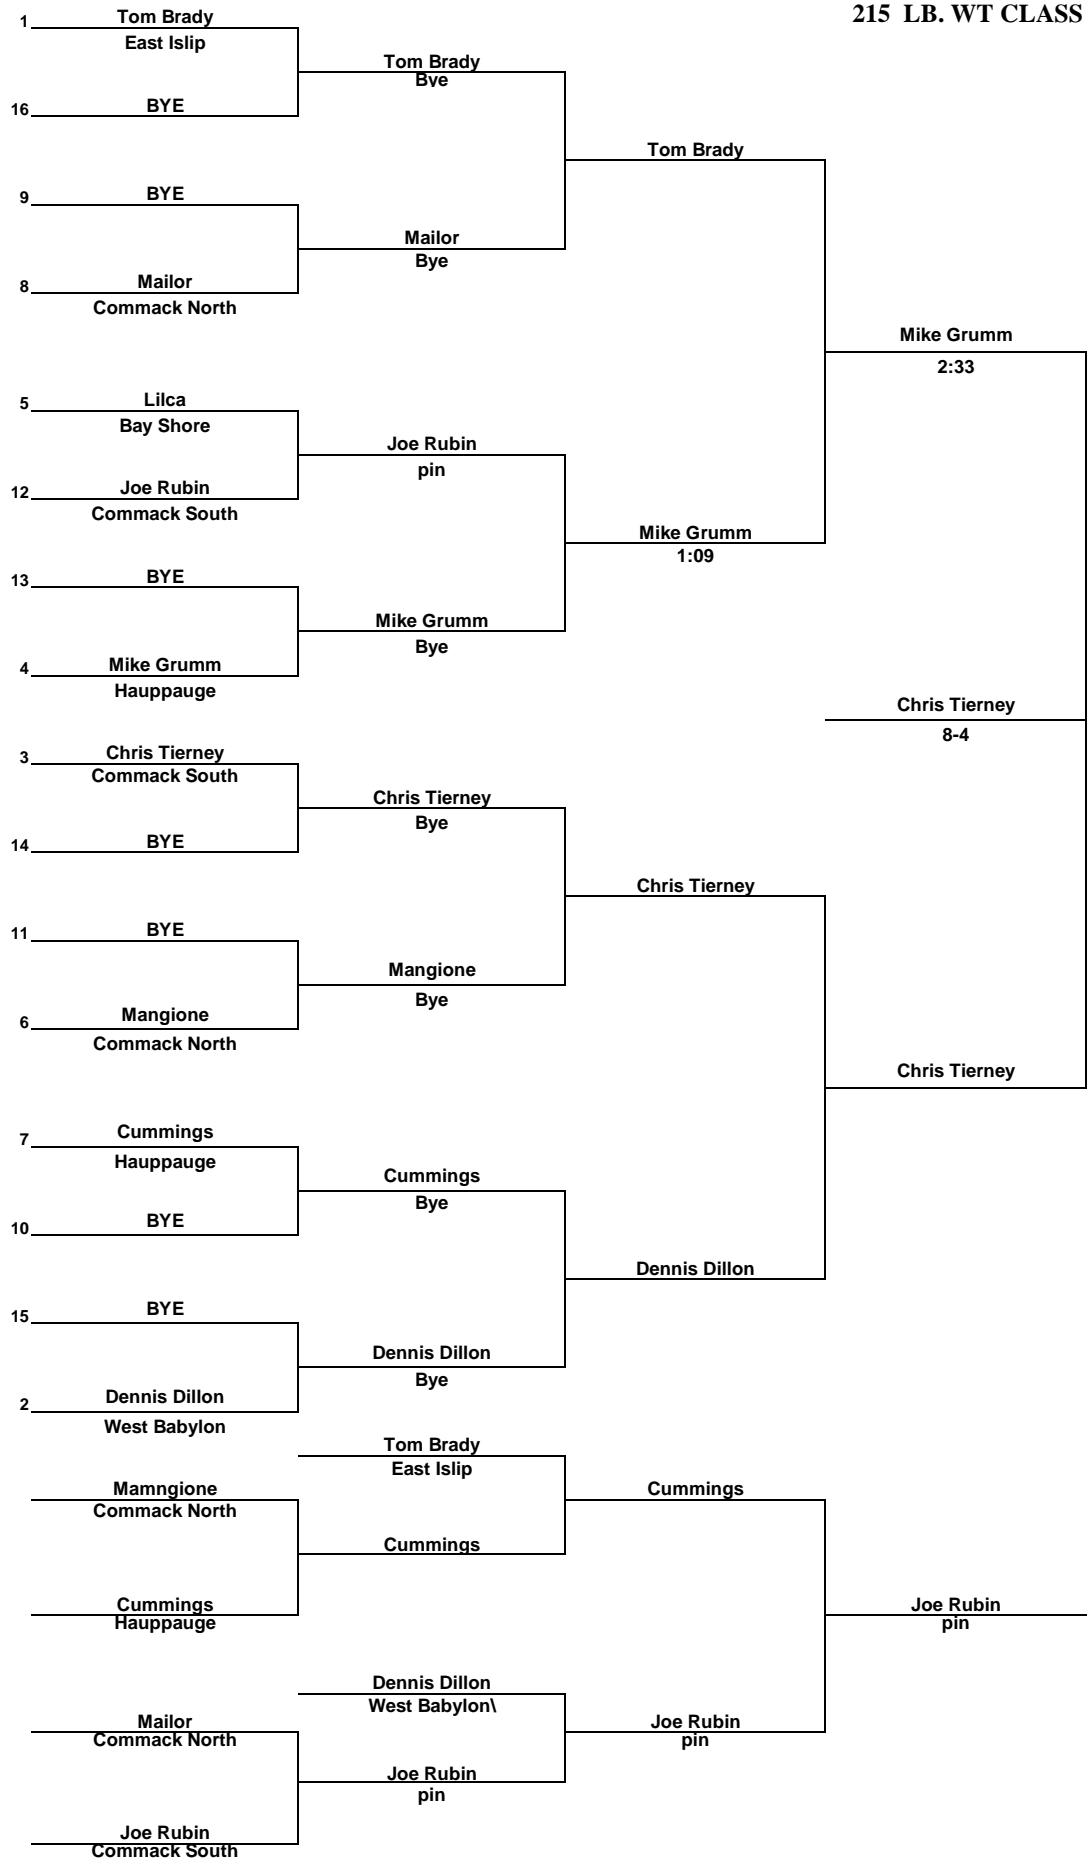 215 LB. WT CLASS
1 Tom Brady
East Islip
Tom Brady
Bye
16 BYE
Tom Brady
9 BYE
Mailor
Bye
8 Mailor
Commack North
Mike Grumm
2:33
5 Lilca
Bay Shore
Joe Rubin
pin
12 Joe Rubin
Commack South
Mike Grumm
1:09
13 BYE
Mike Grumm
Bye
4 Mike Grumm
Hauppauge
Chris Tierney
8-4
3 Chris Tierney
Commack South
Chris Tierney
Bye
14 BYE
Chris Tierney
11 BYE
Mangione
Bye
6 Mangione
Commack North
Chris Tierney
7 Cummings
Hauppauge
Cummings
Bye
10 BYE
Dennis Dillon
15 BYE
Dennis Dillon
Bye
2 Dennis Dillon
West Babylon
Tom Brady
East Islip
Mamngione
Commack North
Cummings
Cummings
Cummings
Hauppauge
Joe Rubin
pin
Dennis Dillon
West Babylon\
Mailor
Commack North
Joe Rubin
pin
Joe Rubin
pin
Joe Rubin
Commack South